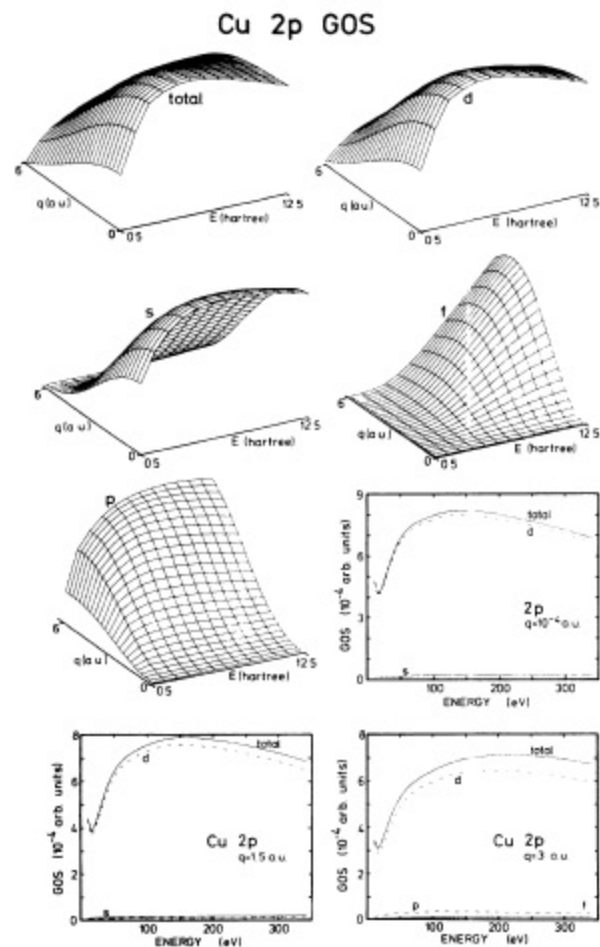 Cu 2p GOS
total
6
q(a.u.)
0
0.5
E (hartree)
12.5
d
6
q(a.u.)
0
0.5
E (hartree)
12.5
s
6
q(a.u.)
0
0.5
E (hartree)
12.5
f
6
q(a.u.)
0
0.5
E (hartree)
12.5
p
6
q(a.u.)
0
0.5
E (hartree)
12.5
9
6
3
0
GOS (10⁻⁴ arb. units)
total
d
2p
q=10⁻⁴ a.u.
s
100 200 300
ENERGY (eV)
8
6
4
2
0
GOS (10⁻⁴ arb. units)
total
d
Cu 2p
q=1.5 a.u.
s
100 200 300
ENERGY (eV)
8
6
4
2
0
GOS (10⁻⁴ arb. units)
total
d
Cu 2p
q=3 a.u.
p
f
100 200 300
ENERGY (eV)